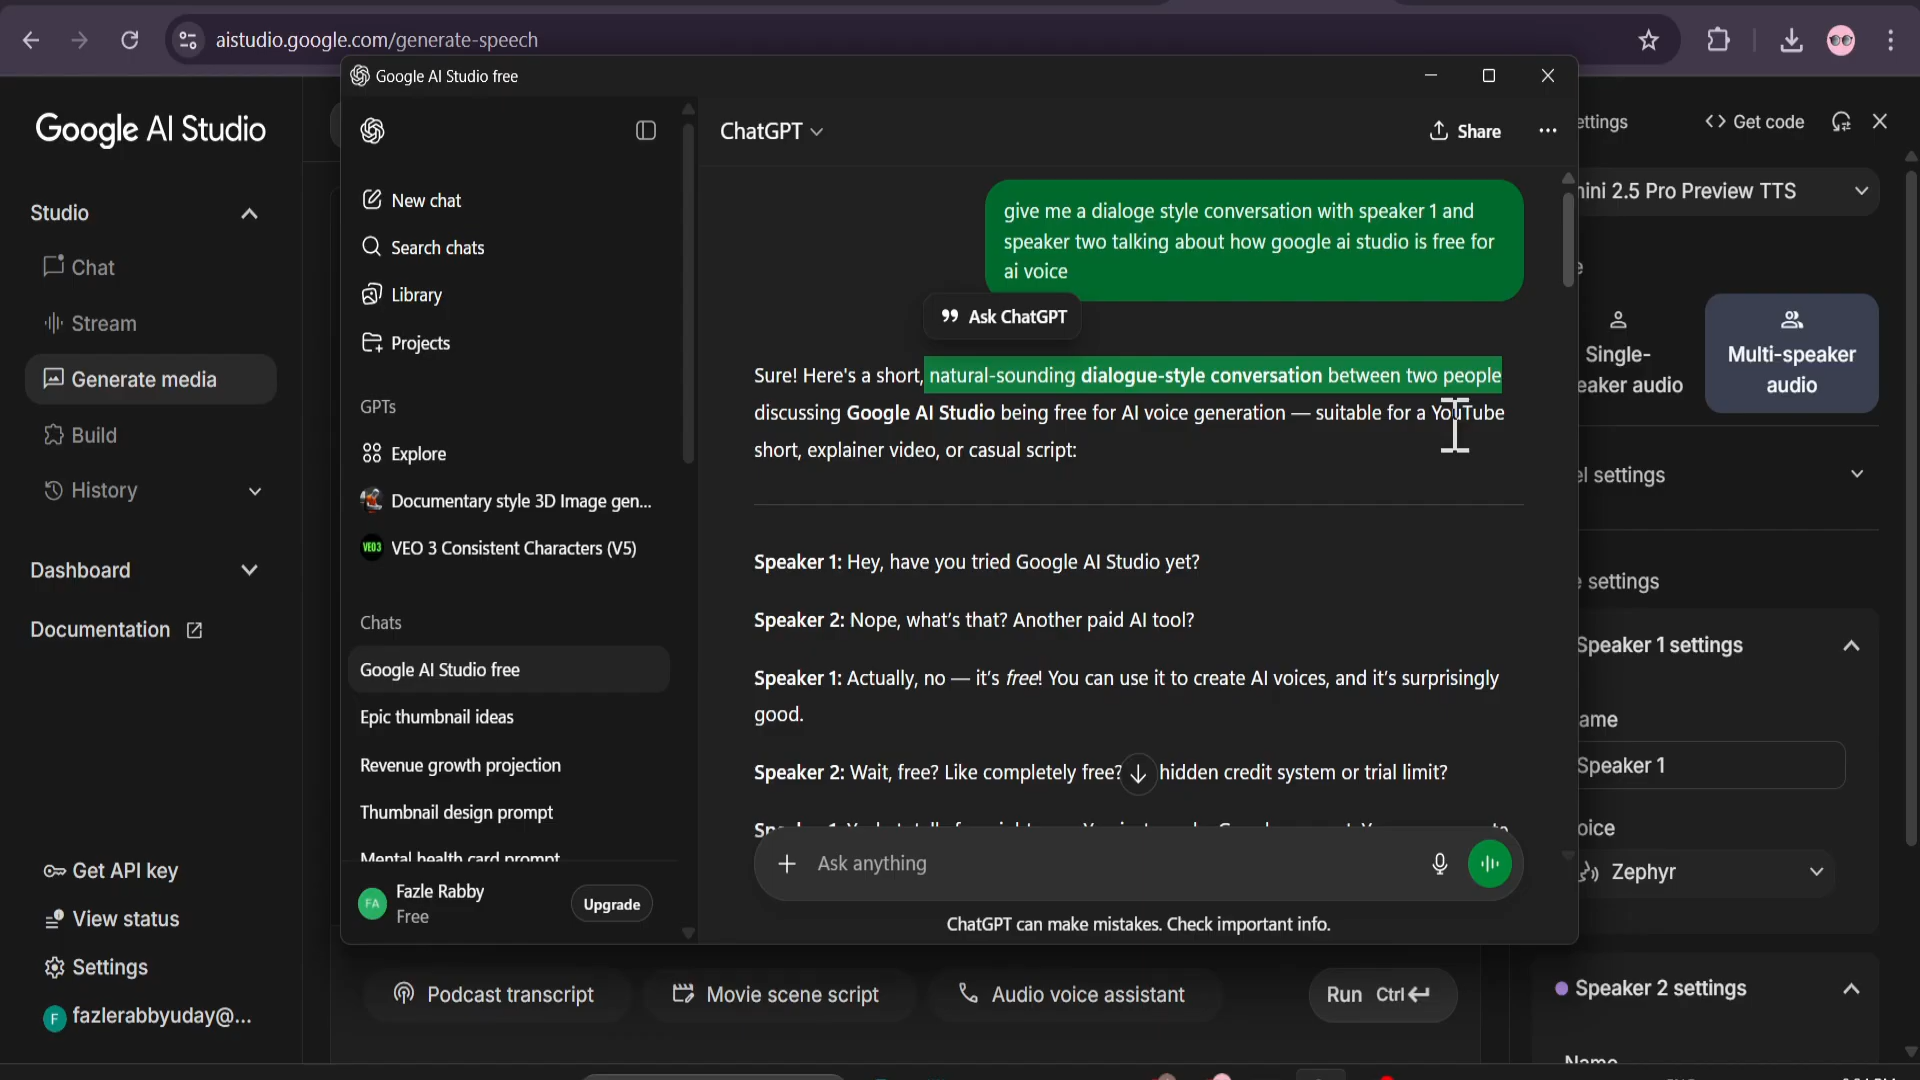 aistudio.google.com/generate-speech
Google AI Studio free
Google AI Studio
Studio
Chat
Stream
Generate media
Build
History
Dashboard
Documentation
Get API key
View status
Settings
fazlerabbyuday@...
New chat
Search chats
Library
Projects
GPTs
Explore
Documentary style 3D Image gen...
VEO3
VEO 3 Consistent Characters (V5)
Chats
Google AI Studio free
Epic thumbnail ideas
Revenue growth projection
Thumbnail design prompt
Mental health card prompt
FA
Fazle Rabby
Free
Upgrade
ChatGPT
Share
give me a dialoge style conversation with speaker 1 and
speaker two talking about how google ai studio is free for
ai voice
Ask ChatGPT
Sure! Here's a short, natural-sounding dialogue-style conversation between two people
discussing Google AI Studio being free for AI voice generation — suitable for a YouTube
short, explainer video, or casual script:
Speaker 1: Hey, have you tried Google AI Studio yet?
Speaker 2: Nope, what's that? Another paid AI tool?
Speaker 1: Actually, no — it's free! You can use it to create AI voices, and it's surprisingly
good.
Speaker 2: Wait, free? Like completely free? hidden credit system or trial limit?
Ask anything
ChatGPT can make mistakes. Check important info.
Podcast transcript
Movie scene script
Audio voice assistant
Run Ctrl
ettings
Get code
ini 2.5 Pro Preview TTS
Single-
eaker audio
Multi-speaker
audio
el settings
settings
Speaker 1 settings
ame
Speaker 1
oice
Zephyr
Speaker 2 settings
Name
F